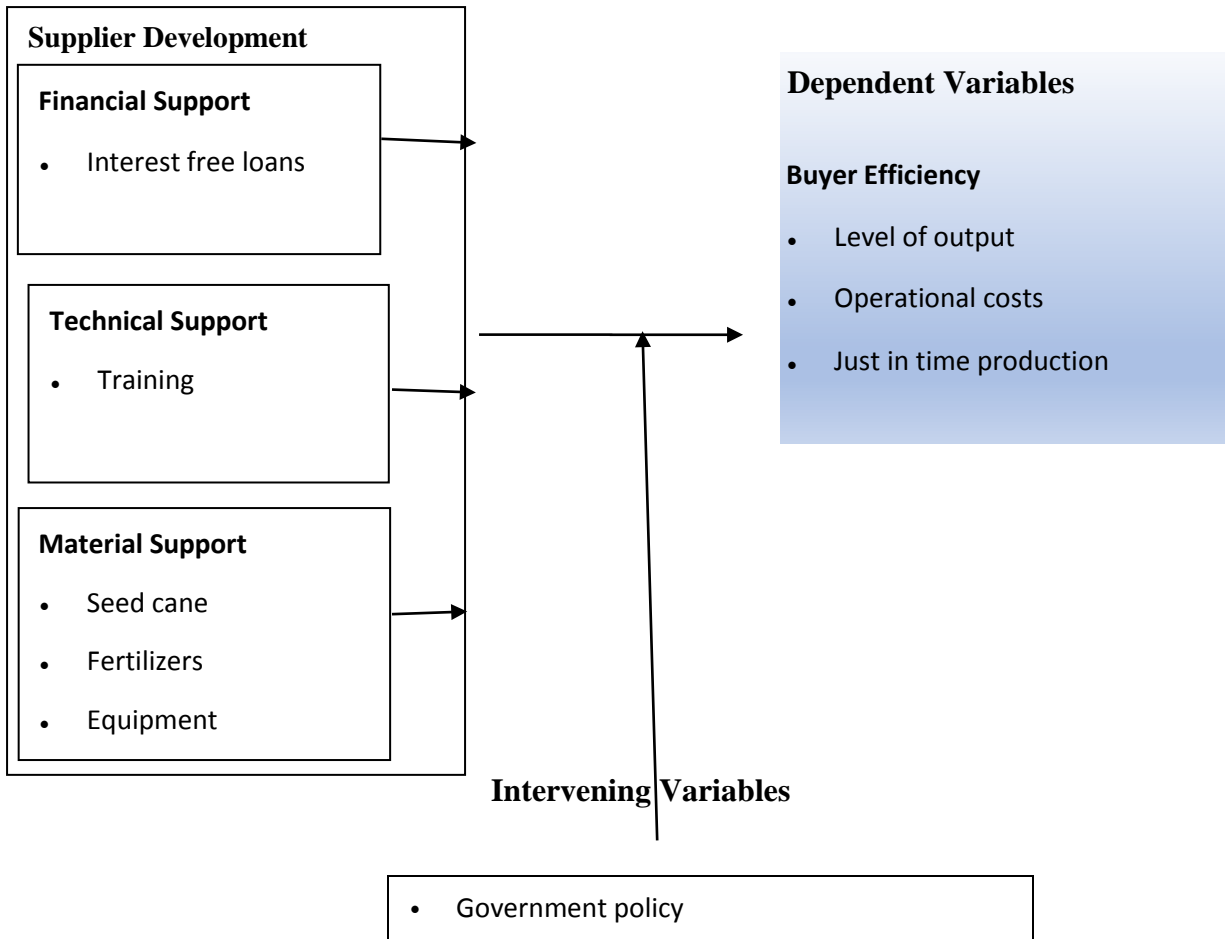 Supplier Development
Financial Support
• Interest free loans
Technical Support
• Training
Material Support
• Seed cane
• Fertilizers
• Equipment
Dependent Variables
Buyer Efficiency
• Level of output
• Operational costs
• Just in time production
Intervening Variables
• Government policy